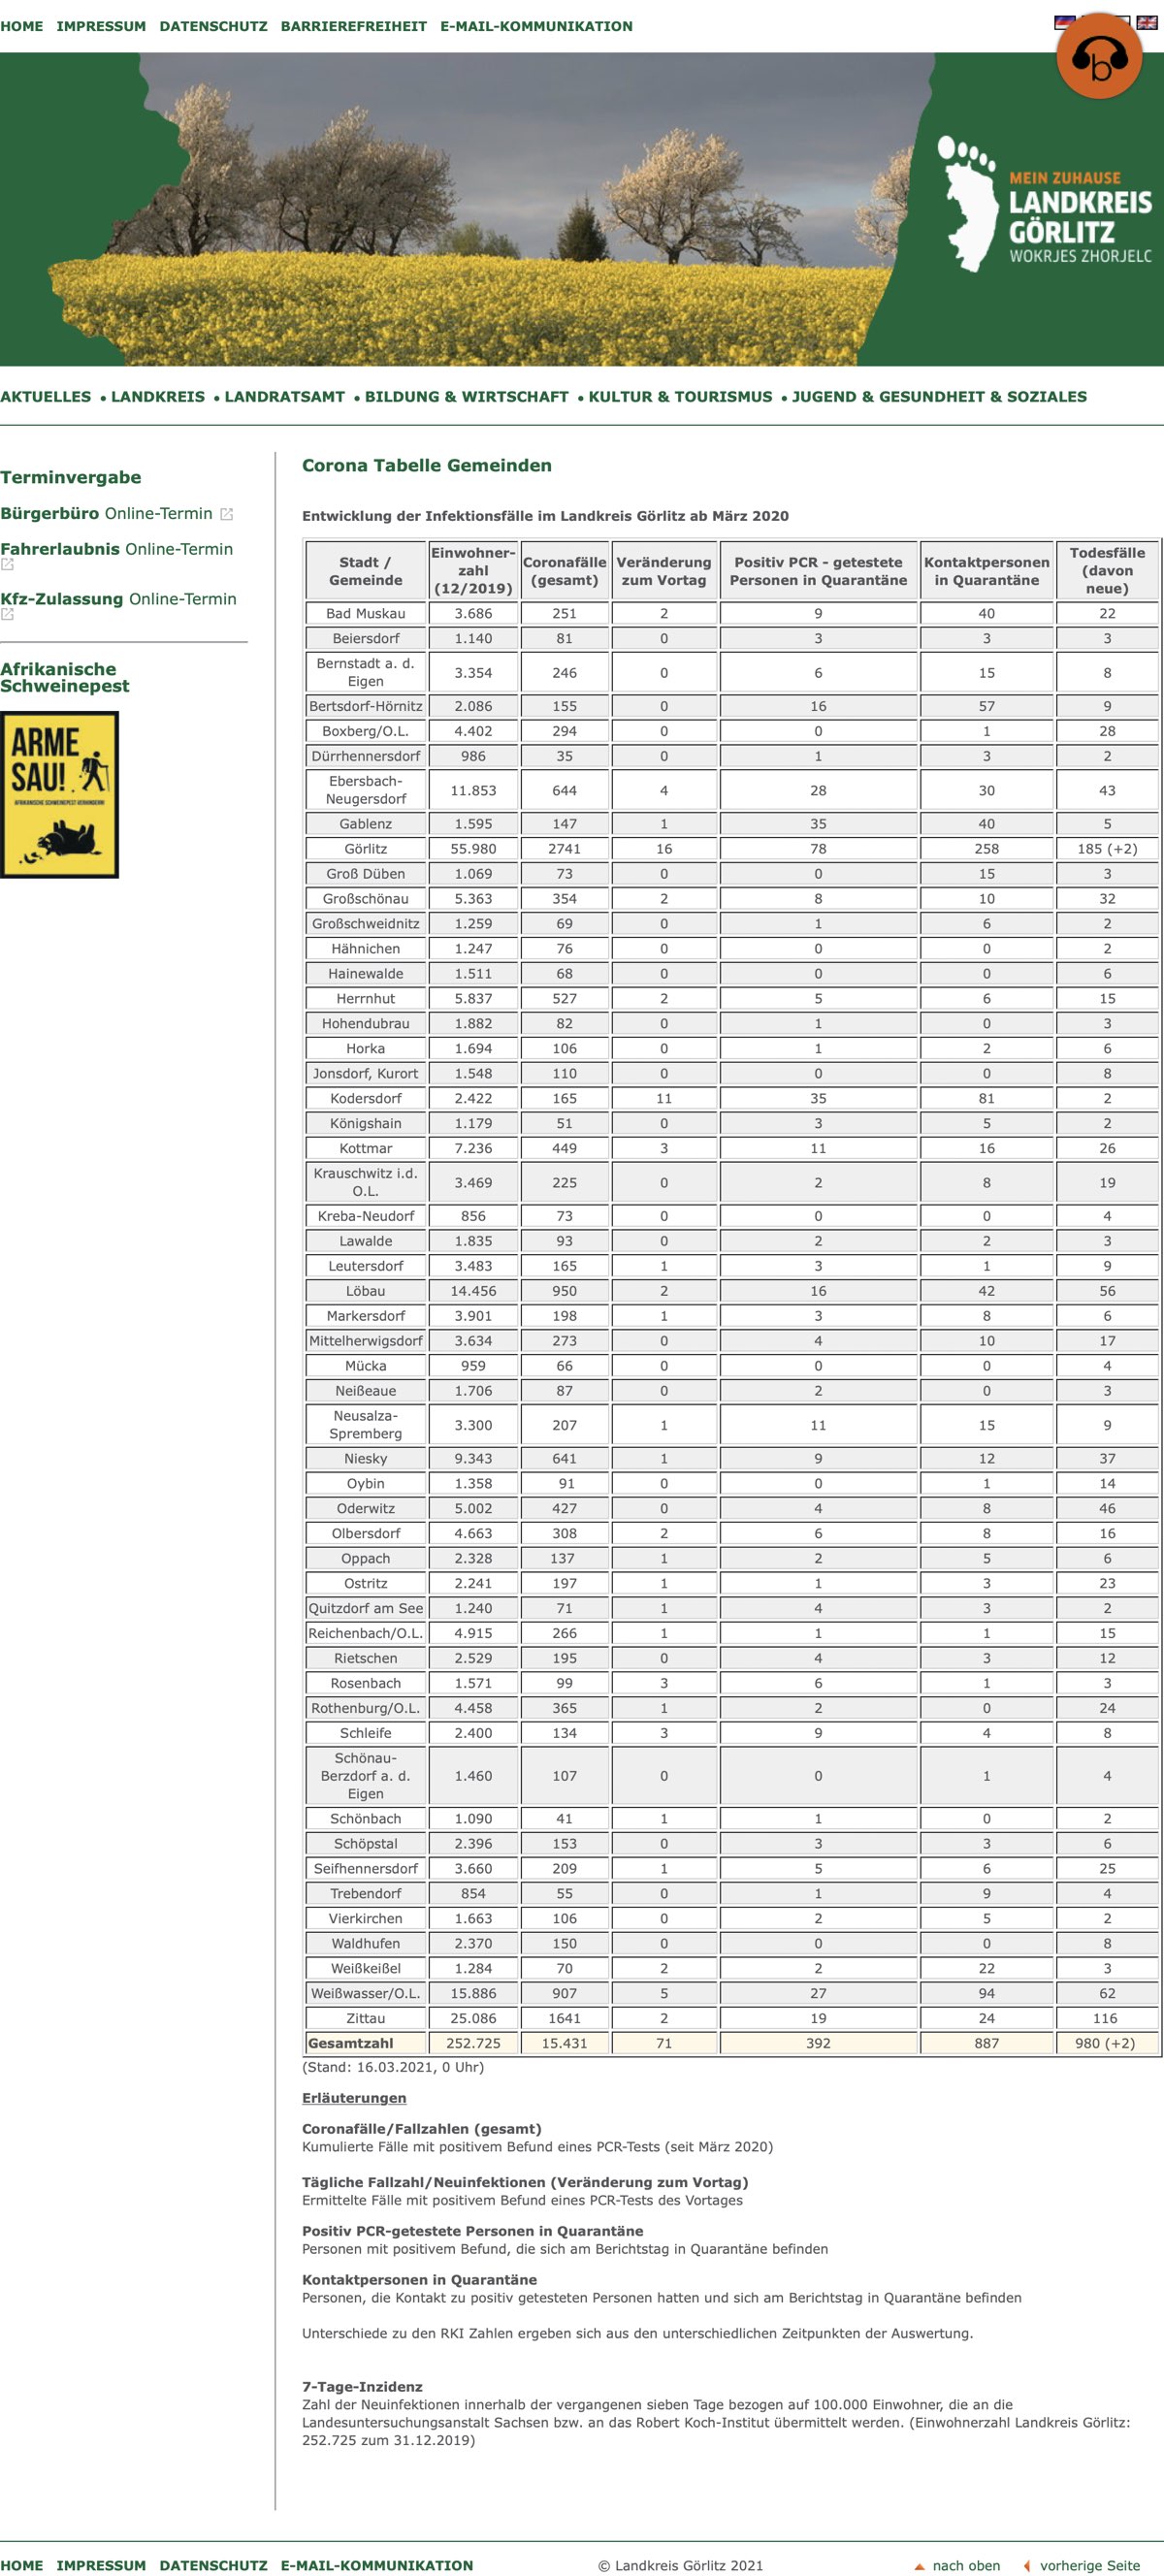 HOME IMPRESSUM DATENSCHUTZ BARRIEREFREIHEIT E-MAIL-KOMMUNIKATION
b
MEIN ZUHAUSE
LANDKREIS
GÖRLITZ
WOKRJES ZHORJELC
AKTUELLES • LANDKREIS • LANDRATSAMT • BILDUNG & WIRTSCHAFT • KULTUR & TOURISMUS • JUGEND & GESUNDHEIT & SOZIALES
Terminvergabe
Bürgerbüro Online-Termin
Fahrerlaubnis Online-Termin
Kfz-Zulassung Online-Termin
Afrikanische
Schweinepest
ARME
SAU!
AFRIKANISCHE SCHWEINEPEST VERHINDERN!
Corona Tabelle Gemeinden
Entwicklung der Infektionsfälle im Landkreis Görlitz ab März 2020
Stadt / Gemeinde Einwohner-zahl (12/2019) Coronafälle (gesamt) Veränderung zum Vortag Positiv PCR - getestete Personen in Quarantäne Kontaktpersonen in Quarantäne Todesfälle (davon neue)
Bad Muskau 3.686 251 2 9 40 22
Beiersdorf 1.140 81 0 3 3 3
Bernstadt a. d. Eigen 3.354 246 0 6 15 8
Bertsdorf-Hörnitz 2.086 155 0 16 57 9
Boxberg/O.L. 4.402 294 0 0 1 28
Dürrhennersdorf 986 35 0 1 3 2
Ebersbach-Neugersdorf 11.853 644 4 28 30 43
Gablenz 1.595 147 1 35 40 5
Görlitz 55.980 2741 16 78 258 185 (+2)
Groß Düben 1.069 73 0 0 15 3
Großschönau 5.363 354 2 8 10 32
Großschweidnitz 1.259 69 0 1 6 2
Hähnichen 1.247 76 0 0 0 2
Hainewalde 1.511 68 0 0 0 6
Herrnhut 5.837 527 2 5 6 15
Hohendubrau 1.882 82 0 1 0 3
Horka 1.694 106 0 1 2 6
Jonsdorf, Kurort 1.548 110 0 0 0 8
Kodersdorf 2.422 165 11 35 81 2
Königshain 1.179 51 0 3 5 2
Kottmar 7.236 449 3 11 16 26
Krauschwitz i.d. O.L. 3.469 225 0 2 8 19
Kreba-Neudorf 856 73 0 0 0 4
Lawalde 1.835 93 0 2 2 3
Leutersdorf 3.483 165 1 3 1 9
Löbau 14.456 950 2 16 42 56
Markersdorf 3.901 198 1 3 8 6
Mittelherwigsdorf 3.634 273 0 4 10 17
Mücka 959 66 0 0 0 4
Neißeaue 1.706 87 0 2 0 3
Neusalza-Spremberg 3.300 207 1 11 15 9
Niesky 9.343 641 1 9 12 37
Oybin 1.358 91 0 0 1 14
Oderwitz 5.002 427 0 4 8 46
Olbersdorf 4.663 308 2 6 8 16
Oppach 2.328 137 1 2 5 6
Ostritz 2.241 197 1 1 3 23
Quitzdorf am See 1.240 71 1 4 3 2
Reichenbach/O.L. 4.915 266 1 1 1 15
Rietschen 2.529 195 0 4 3 12
Rosenbach 1.571 99 3 6 1 3
Rothenburg/O.L. 4.458 365 1 2 0 24
Schleife 2.400 134 3 9 4 8
Schönau-Berzdorf a. d. Eigen 1.460 107 0 0 1 4
Schönbach 1.090 41 1 1 0 2
Schöpstal 2.396 153 0 3 3 6
Seifhennersdorf 3.660 209 1 5 6 25
Trebendorf 854 55 0 1 9 4
Vierkirchen 1.663 106 0 2 5 2
Waldhufen 2.370 150 0 0 0 8
Weißkeißel 1.284 70 2 2 22 3
Weißwasser/O.L. 15.886 907 5 27 94 62
Zittau 25.086 1641 2 19 24 116
Gesamtzahl 252.725 15.431 71 392 887 980 (+2)
(Stand: 16.03.2021, 0 Uhr)
Erläuterungen
Coronafälle/Fallzahlen (gesamt)
Kumulierte Fälle mit positivem Befund eines PCR-Tests (seit März 2020)
Tägliche Fallzahl/Neuinfektionen (Veränderung zum Vortag)
Ermittelte Fälle mit positivem Befund eines PCR-Tests des Vortages
Positiv PCR-getestete Personen in Quarantäne
Personen mit positivem Befund, die sich am Berichtstag in Quarantäne befinden
Kontaktpersonen in Quarantäne
Personen, die Kontakt zu positiv getesteten Personen hatten und sich am Berichtstag in Quarantäne befinden
Unterschiede zu den RKI Zahlen ergeben sich aus den unterschiedlichen Zeitpunkten der Auswertung.
7-Tage-Inzidenz
Zahl der Neuinfektionen innerhalb der vergangenen sieben Tage bezogen auf 100.000 Einwohner, die an die
Landesuntersuchungsanstalt Sachsen bzw. an das Robert Koch-Institut übermittelt werden. (Einwohnerzahl Landkreis Görlitz:
252.725 zum 31.12.2019)
HOME IMPRESSUM DATENSCHUTZ E-MAIL-KOMMUNIKATION © Landkreis Görlitz 2021 nach oben vorherige Seite